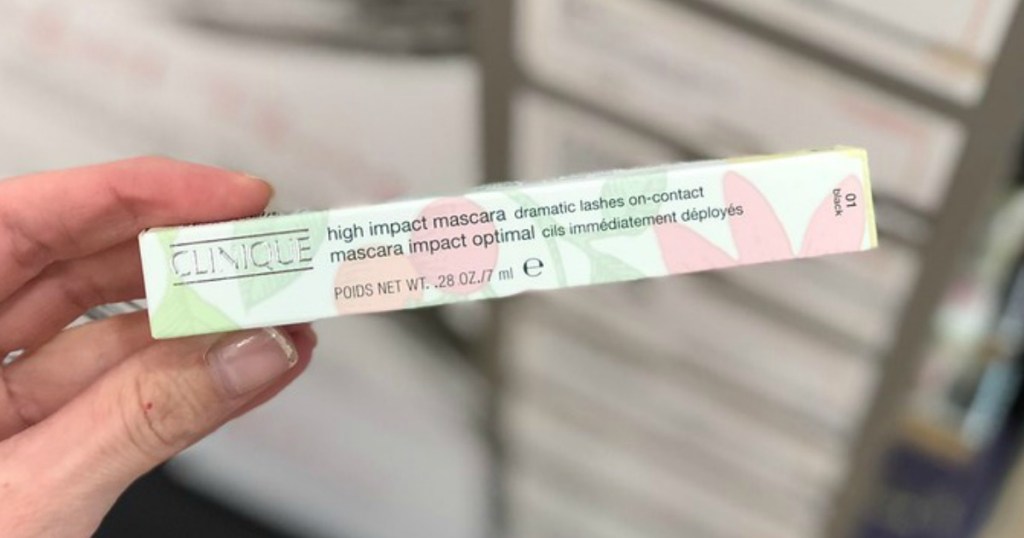 CLINIQUE
high impact mascara dramatic lashes on-contact
mascara impact optimal cils immédiatement déployés
POIDS NET WT. .28 OZ./7 ml ℮
01
black